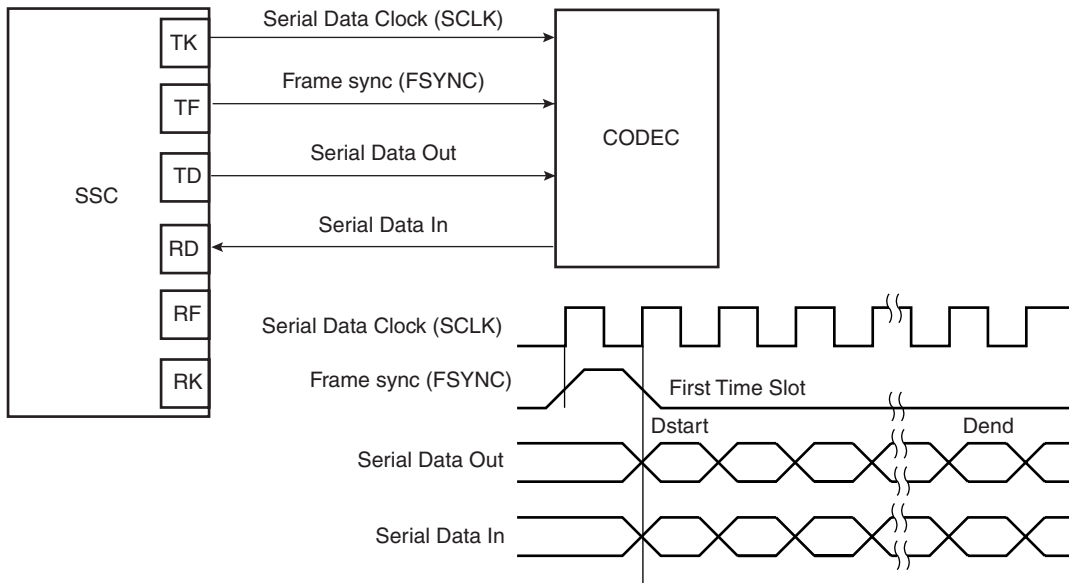 SSC
TK
TF
TD
RD
RF
RK
Serial Data Clock (SCLK)
Frame sync (FSYNC)
Serial Data Out
Serial Data In
CODEC
Serial Data Clock (SCLK)
Frame sync (FSYNC)
First Time Slot
Dstart
Dend
Serial Data Out
Serial Data In